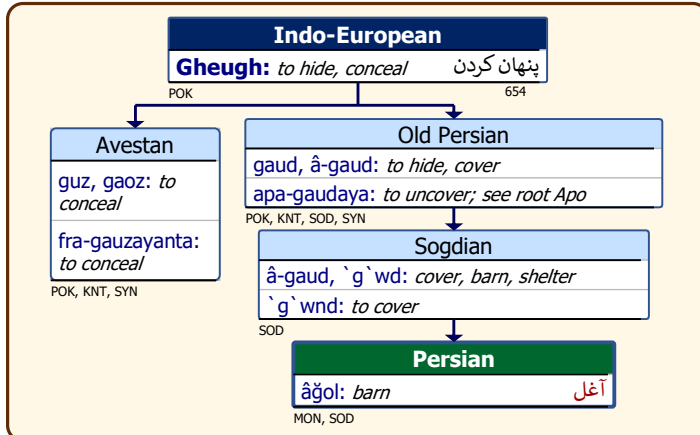 Indo-European
Gheugh: to hide, conceal پنهان کردن
POK 654
Avestan
guz, gaoz: to
conceal
fra-gauzayanta:
to conceal
POK, KNT, SYN
Old Persian
gaud, â-gaud: to hide, cover
apa-gaudaya: to uncover; see root Apo
POK, KNT, SOD, SYN
Sogdian
â-gaud, `g`wd: cover, barn, shelter
`g`wnd: to cover
SOD
Persian
âğol: barn آغل
MON, SOD